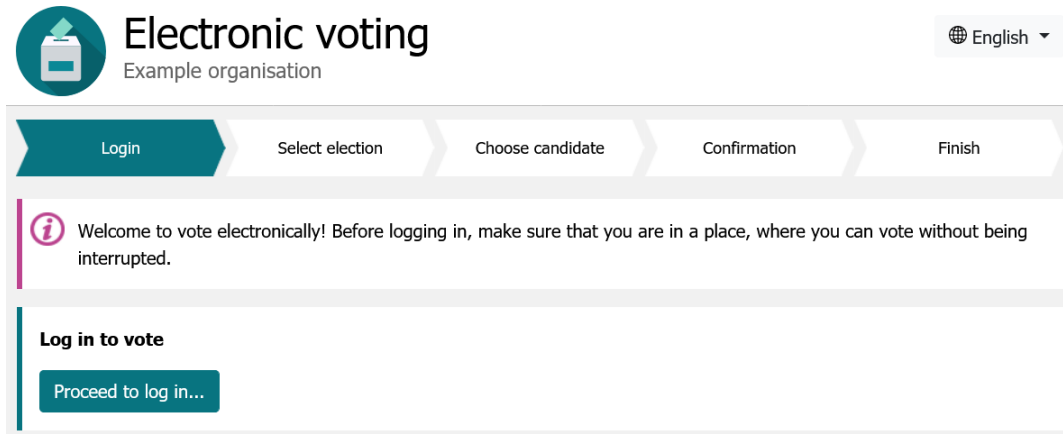 Electronic voting
Example organisation
English
Login
Select election
Choose candidate
Confirmation
Finish
Welcome to vote electronically! Before logging in, make sure that you are in a place, where you can vote without being
interrupted.
Log in to vote
Proceed to log in...